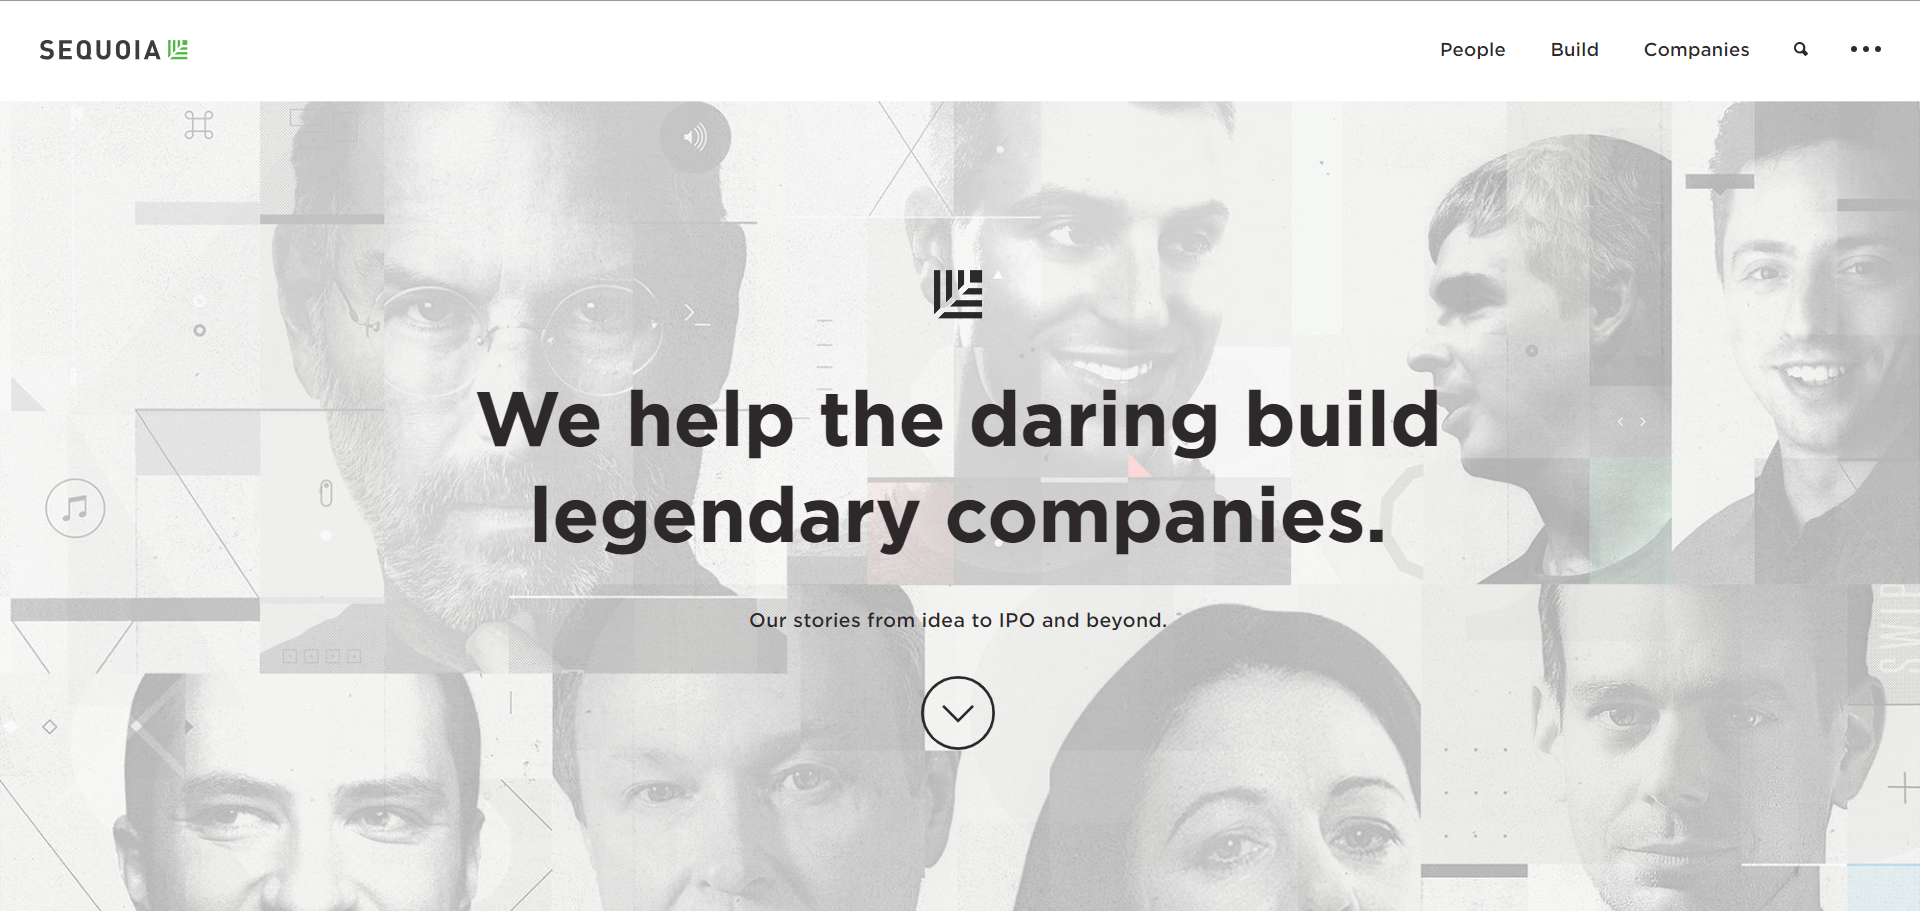 SEQUOIA
People Build Companies
We help the daring build
legendary companies.
Our stories from idea to IPO and beyond.